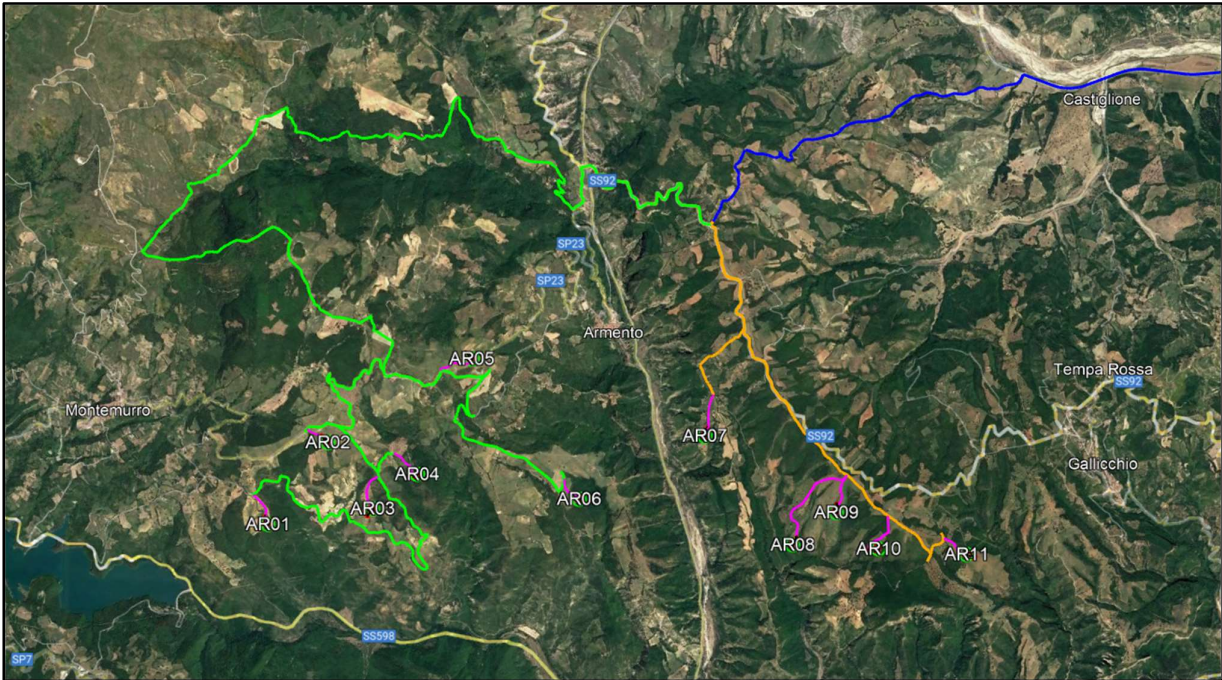 Castiglione
SS92
SP23
SP23
Armento
AR05
Tempa Rossa
SS92
Montemurro
AR02
AR07
SS92
AR04
Gallicchio
AR06
AR03
AR01
AR09
AR08
AR10
AR11
SS598
SP7